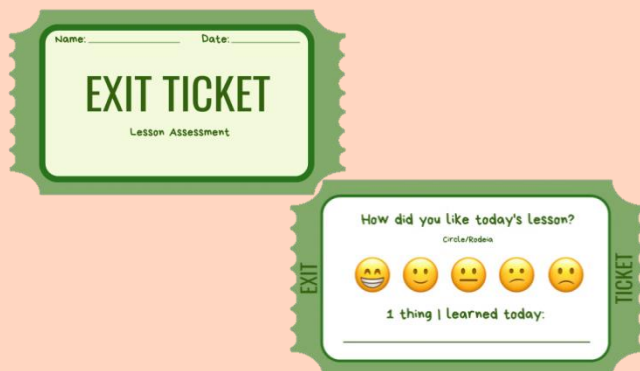 Name: Date:
EXIT TICKET
Lesson Assessment
How did you like today's lesson?
Circle/Rodeia
1 thing I learned today:
EXIT
TICKET